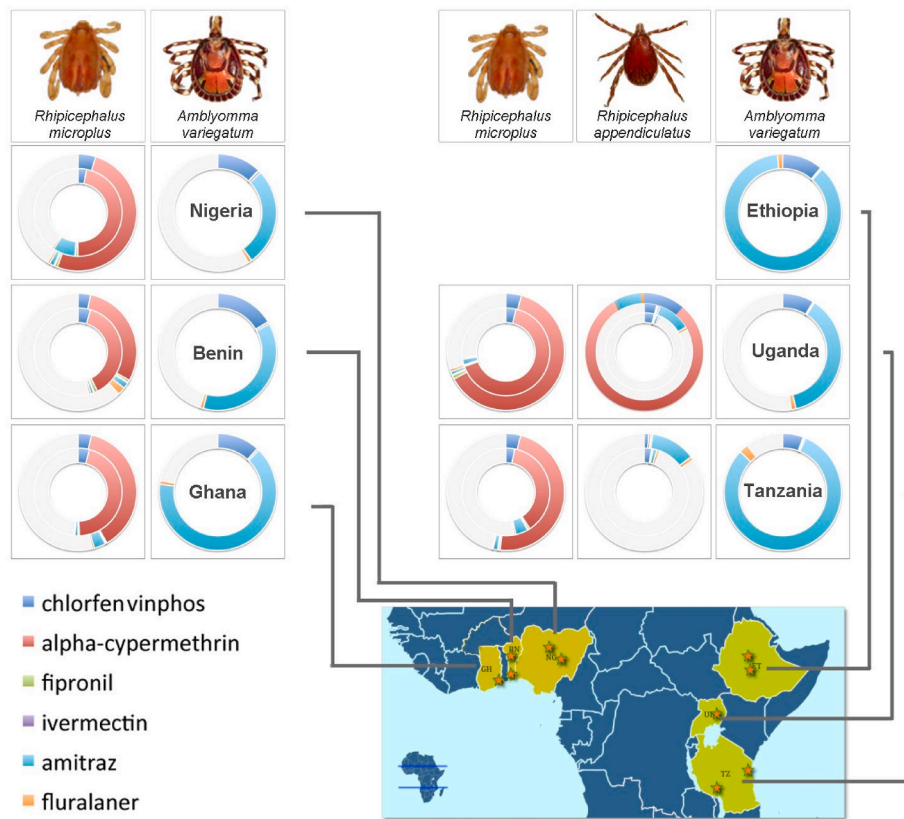 Rhipicephalus
microplus
Amblyomma
variegatum
Rhipicephalus
microplus
Rhipicephalus
appendiculatus
Amblyomma
variegatum
Nigeria
Ethiopia
Benin
Uganda
Ghana
Tanzania
chlorfenvinphos
alpha-cypermethrin
fipronil
ivermectin
amitraz
fluralaner
GH
BN
NG
ET
TZ